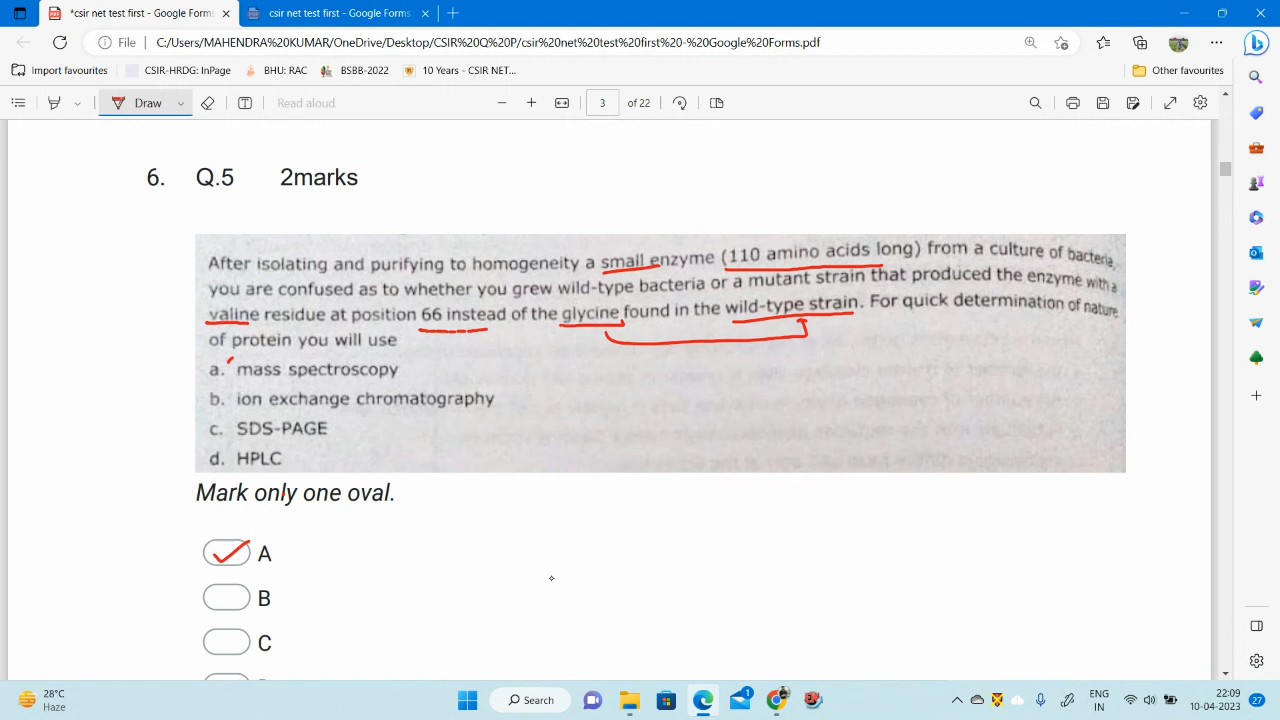 *csir net test first - Google Forms
csir net test first - Google Forms
File
C:/Users/MAHENDRA%20KUMAR/OneDrive/Desktop/CSIR%20Q%20P/csir%20net%20test%20first%20-%20Google%20Forms.pdf
Import favourites
CSIR-HRDG: InPage
BHU: RAC
BSBB-2022
10 Years - CSIR NET...
Other favourites
Draw
Read aloud
3 of 22
6. Q.5 2marks
After isolating and purifying to homogeneity a small enzyme (110 amino acids long) from a culture of bacteria,
you are confused as to whether you grew wild-type bacteria or a mutant strain that produced the enzyme with a
valine residue at position 66 instead of the glycine found in the wild-type strain. For quick determination of nature
of protein you will use
a. mass spectroscopy
b. ion exchange chromatography
c. SDS-PAGE
d. HPLC
Mark only one oval.
A
B
C
28°C
Haze
Search
1
ENG
IN
22:09
10-04-2023
27